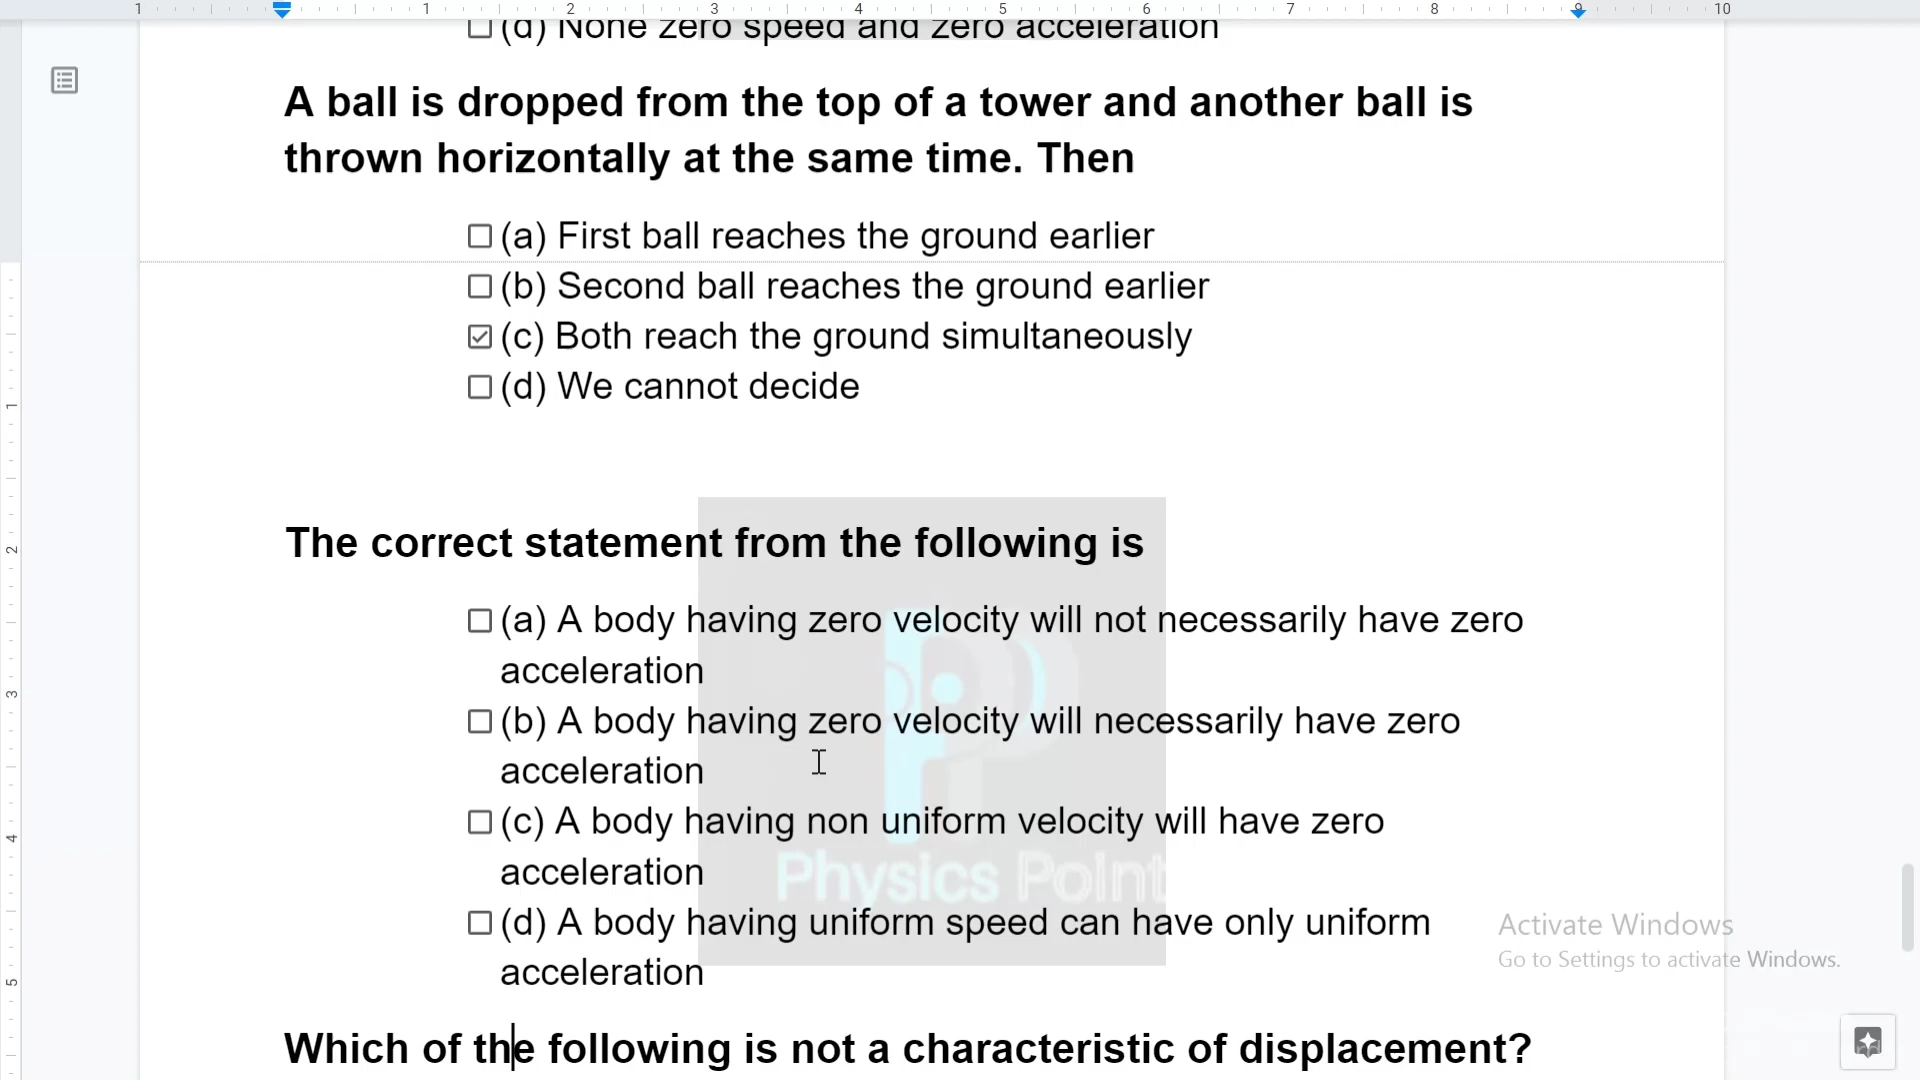 1 1 2 3 4 5 6 7 8 9 10
(d) None zero speed and zero acceleration
A ball is dropped from the top of a tower and another ball is
thrown horizontally at the same time. Then
(a) First ball reaches the ground earlier
(b) Second ball reaches the ground earlier
(c) Both reach the ground simultaneously
(d) We cannot decide
1
2
The correct statement from the following is
(a) A body having zero velocity will not necessarily have zero
acceleration
3
(b) A body having zero velocity will necessarily have zero
acceleration
4
(c) A body having non uniform velocity will have zero
acceleration
Physics Point
(d) A body having uniform speed can have only uniform
acceleration
5
Activate Windows
Go to Settings to activate Windows.
Which of the following is not a characteristic of displacement?